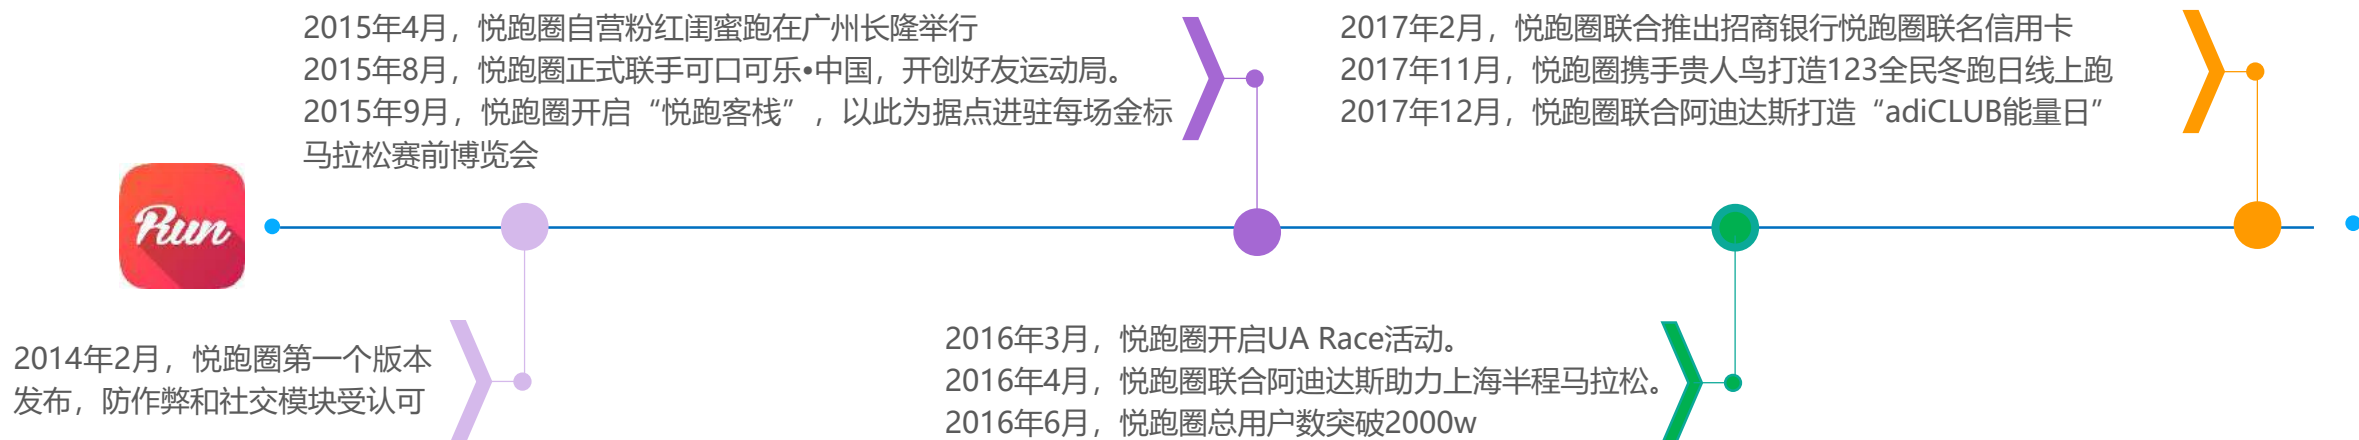 2015年4月，悦跑圈自营粉红闺蜜跑在广州长隆举行
2015年8月，悦跑圈正式联手可口可乐•中国，开创好友运动局。
2015年9月，悦跑圈开启“悦跑客栈”，以此为据点进驻每场金标
马拉松赛前博览会
2017年2月，悦跑圈联合推出招商银行悦跑圈联名信用卡
2017年11月，悦跑圈携手贵人鸟打造123全民冬跑日线上跑
2017年12月，悦跑圈联合阿迪达斯打造“adiCLUB能量日”
Run
2014年2月，悦跑圈第一个版本
发布，防作弊和社交模块受认可
2016年3月，悦跑圈开启UA Race活动。
2016年4月，悦跑圈联合阿迪达斯助力上海半程马拉松。
2016年6月，悦跑圈总用户数突破2000w